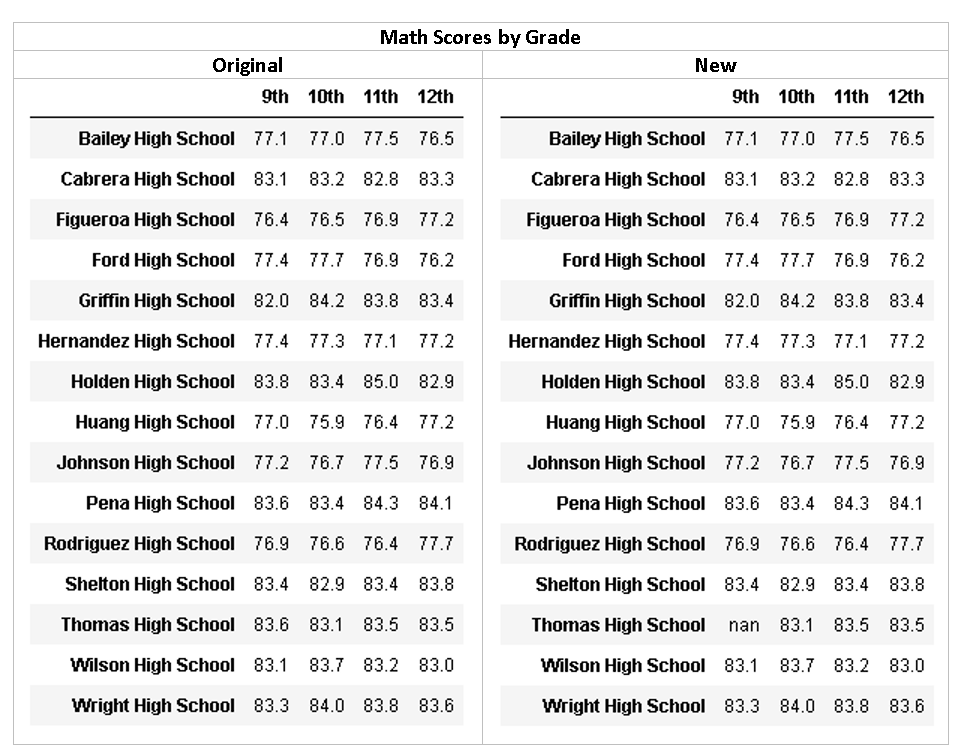 Math Scores by Grade
Original New
9th 10th 11th 12th 9th 10th 11th 12th
Bailey High School 77.1 77.0 77.5 76.5 Bailey High School 77.1 77.0 77.5 76.5
Cabrera High School 83.1 83.2 82.8 83.3 Cabrera High School 83.1 83.2 82.8 83.3
Figueroa High School 76.4 76.5 76.9 77.2 Figueroa High School 76.4 76.5 76.9 77.2
Ford High School 77.4 77.7 76.9 76.2 Ford High School 77.4 77.7 76.9 76.2
Griffin High School 82.0 84.2 83.8 83.4 Griffin High School 82.0 84.2 83.8 83.4
Hernandez High School 77.4 77.3 77.1 77.2 Hernandez High School 77.4 77.3 77.1 77.2
Holden High School 83.8 83.4 85.0 82.9 Holden High School 83.8 83.4 85.0 82.9
Huang High School 77.0 75.9 76.4 77.2 Huang High School 77.0 75.9 76.4 77.2
Johnson High School 77.2 76.7 77.5 76.9 Johnson High School 77.2 76.7 77.5 76.9
Pena High School 83.6 83.4 84.3 84.1 Pena High School 83.6 83.4 84.3 84.1
Rodriguez High School 76.9 76.6 76.4 77.7 Rodriguez High School 76.9 76.6 76.4 77.7
Shelton High School 83.4 82.9 83.4 83.8 Shelton High School 83.4 82.9 83.4 83.8
Thomas High School 83.6 83.1 83.5 83.5 Thomas High School nan 83.1 83.5 83.5
Wilson High School 83.1 83.7 83.2 83.0 Wilson High School 83.1 83.7 83.2 83.0
Wright High School 83.3 84.0 83.8 83.6 Wright High School 83.3 84.0 83.8 83.6